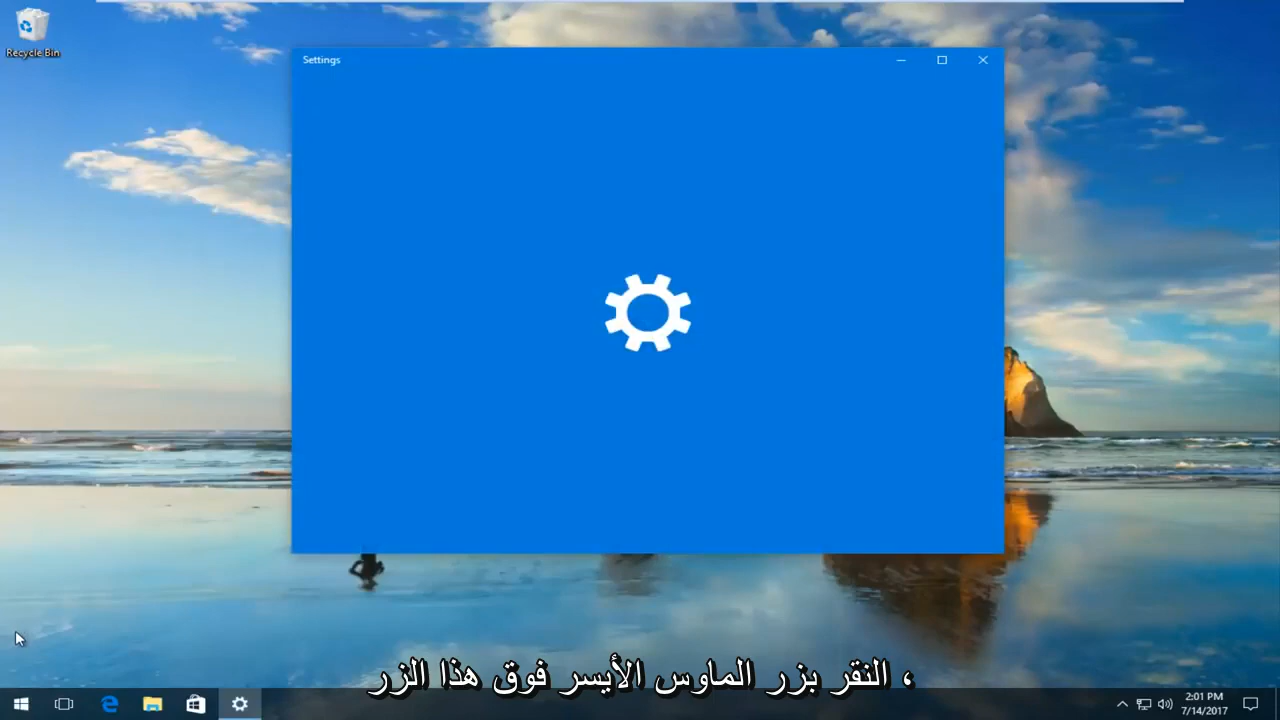 Recycle Bin
Settings
، النقر بزر الماوس الأيسر فوق هذا الزر
2:01 PM
7/14/2017